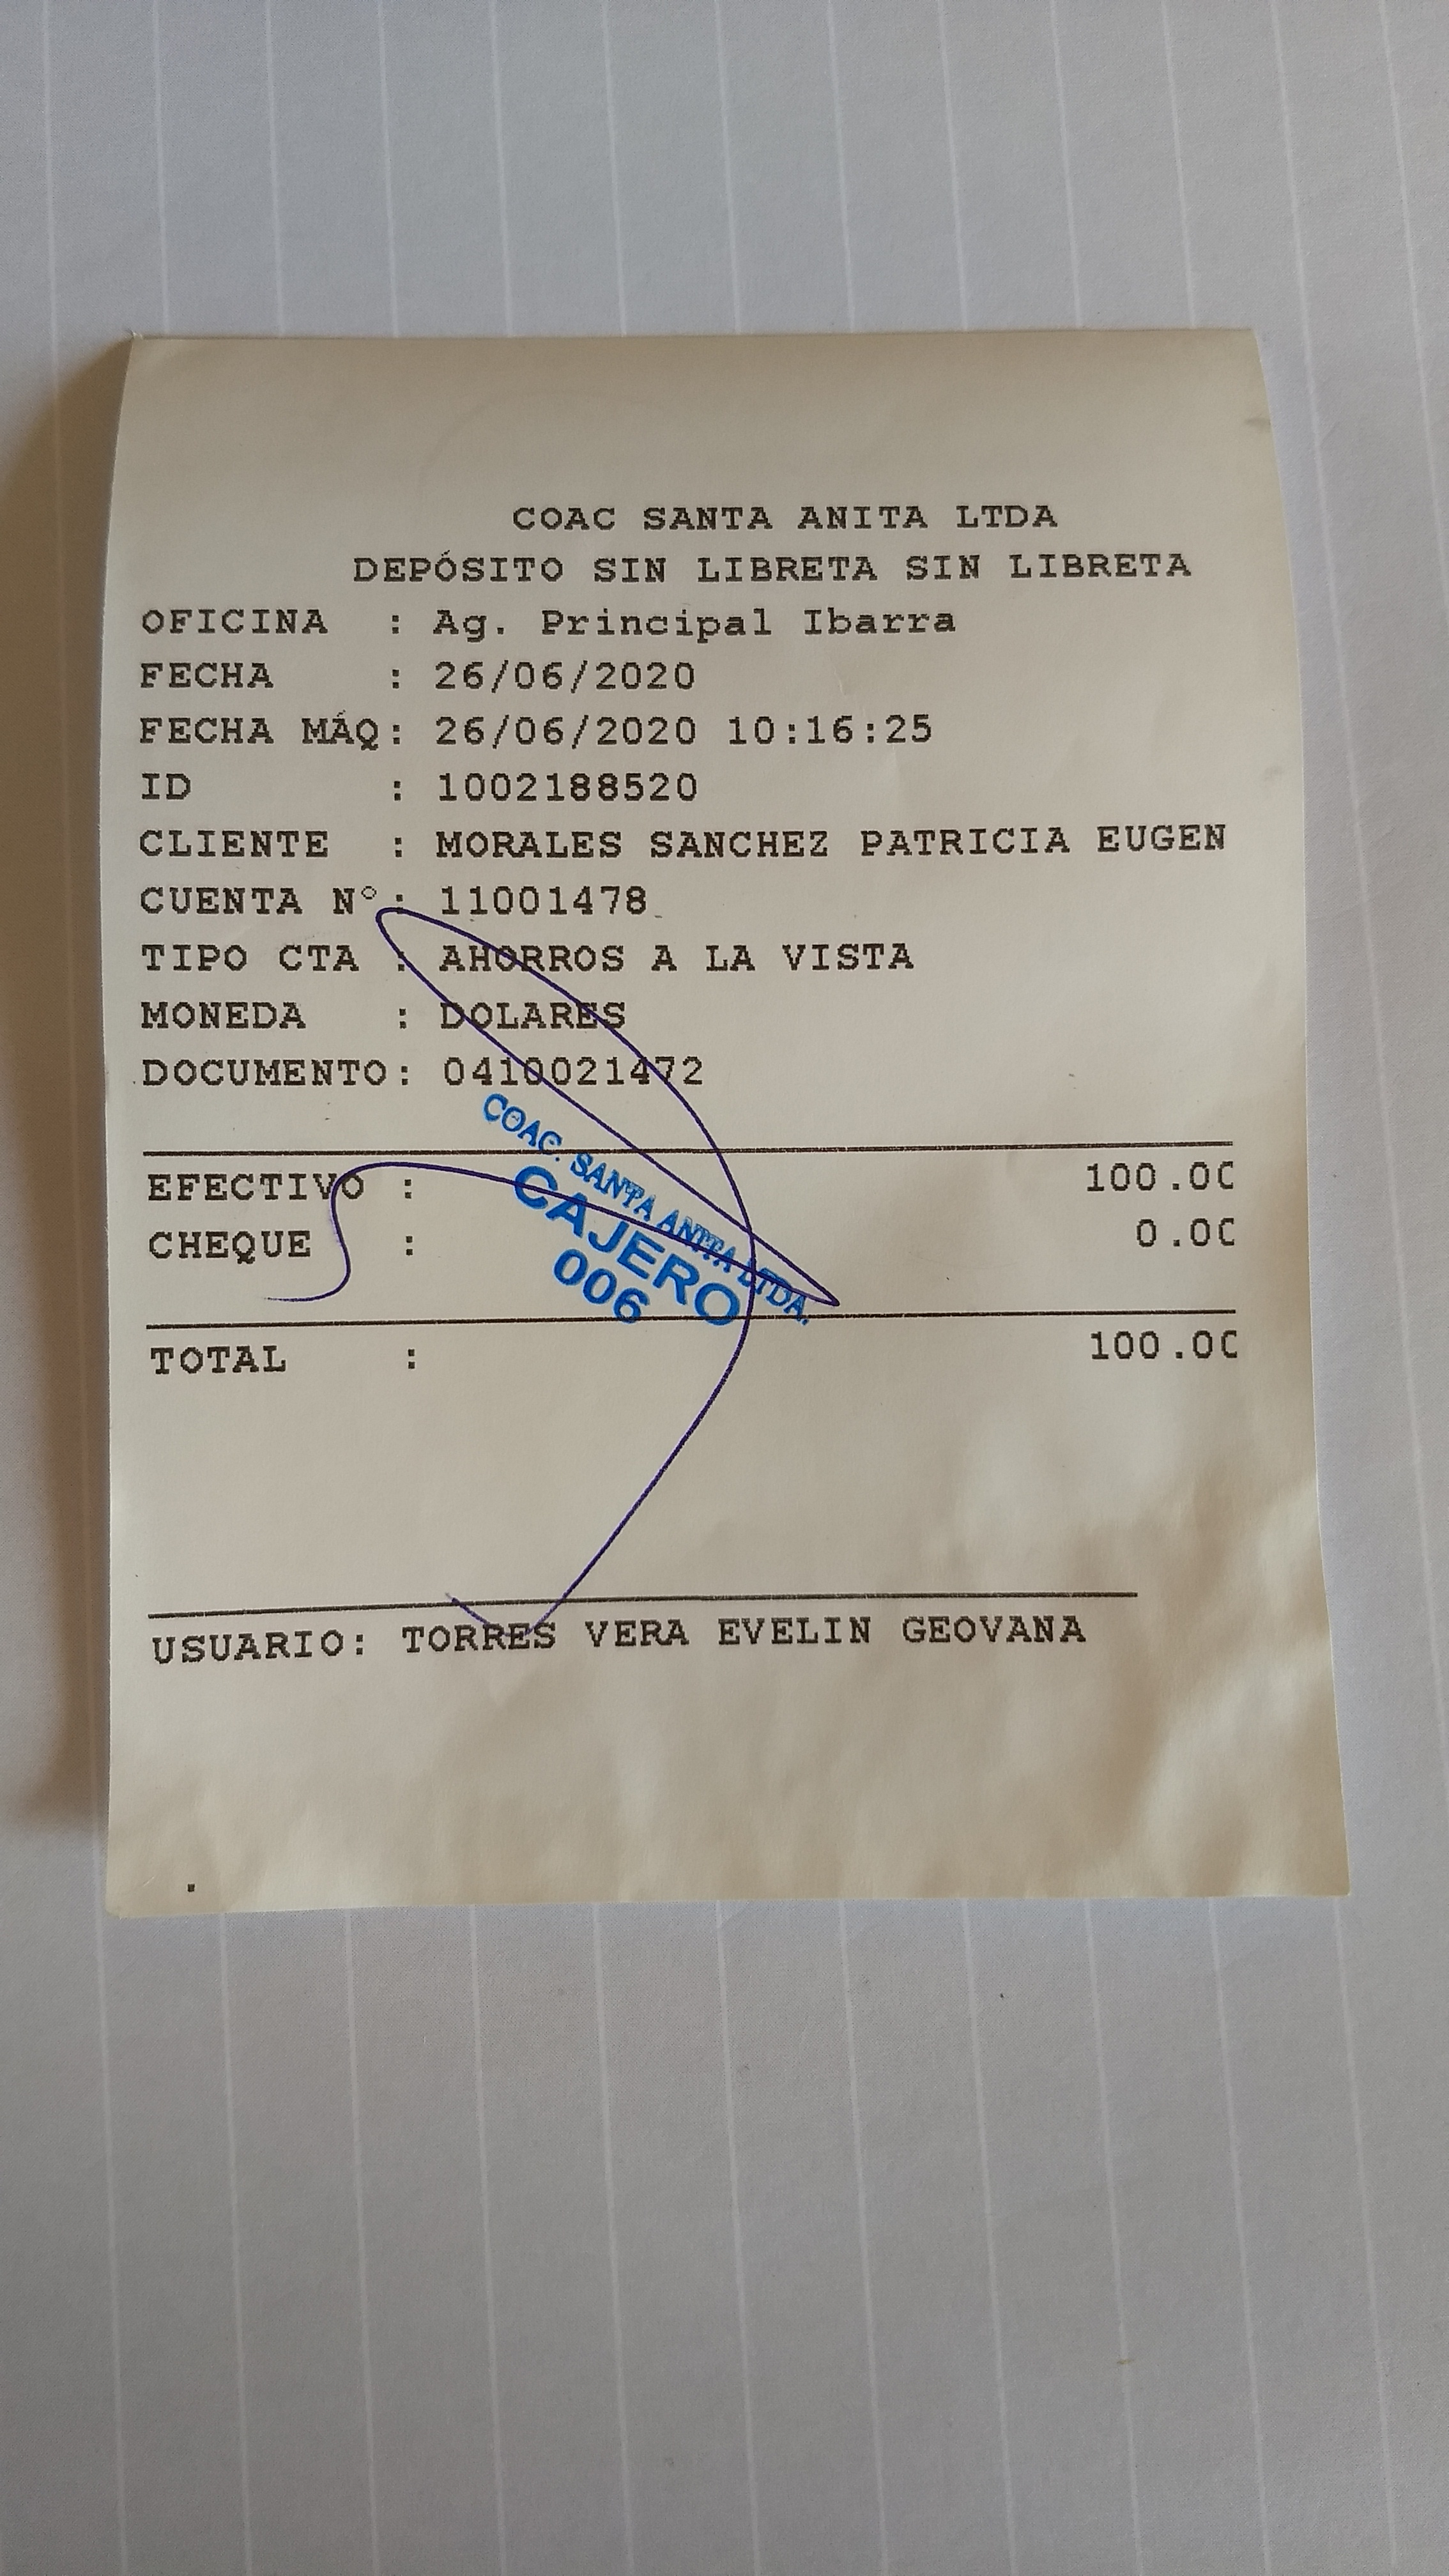 COAC SANTA ANITA LTDA
DEPÓSITO SIN LIBRETA SIN LIBRETA
OFICINA : Ag. Principal Ibarra
FECHA : 26/06/2020
FECHA MÁQ: 26/06/2020 10:16:25
ID : 1002188520
CLIENTE : MORALES SANCHEZ PATRICIA EUGEN
CUENTA N°: 11001478
TIPO CTA : AHORROS A LA VISTA
MONEDA : DOLARES
DOCUMENTO: 0410021472
COAC. SANTA ANITA LTDA.
CAJERO
006
EFECTIVO : 100.00
CHEQUE : 0.00
TOTAL : 100.00
USUARIO: TORRES VERA EVELIN GEOVANA